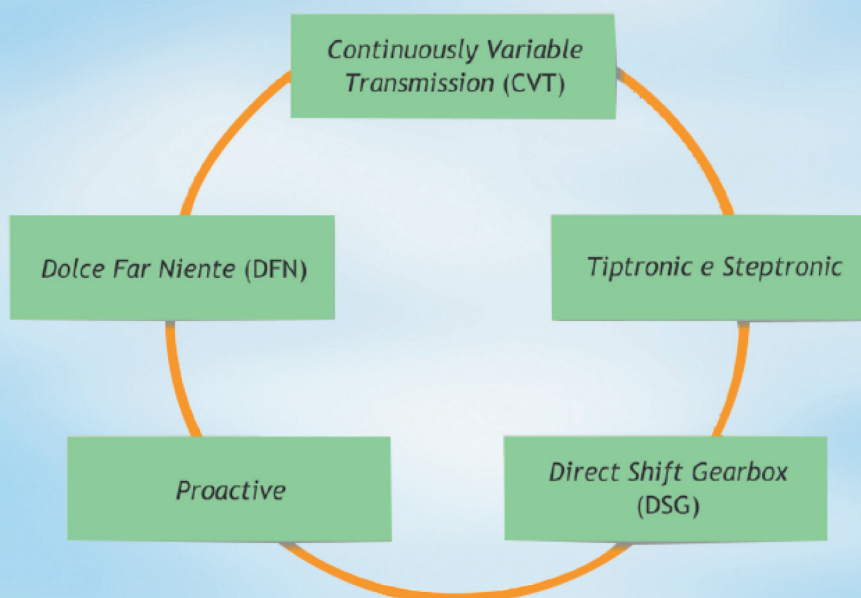 Continuously Variable
Transmission (CVT)
Dolce Far Niente (DFN)
Tiptronic e Steptronic
Proactive
Direct Shift Gearbox
(DSG)